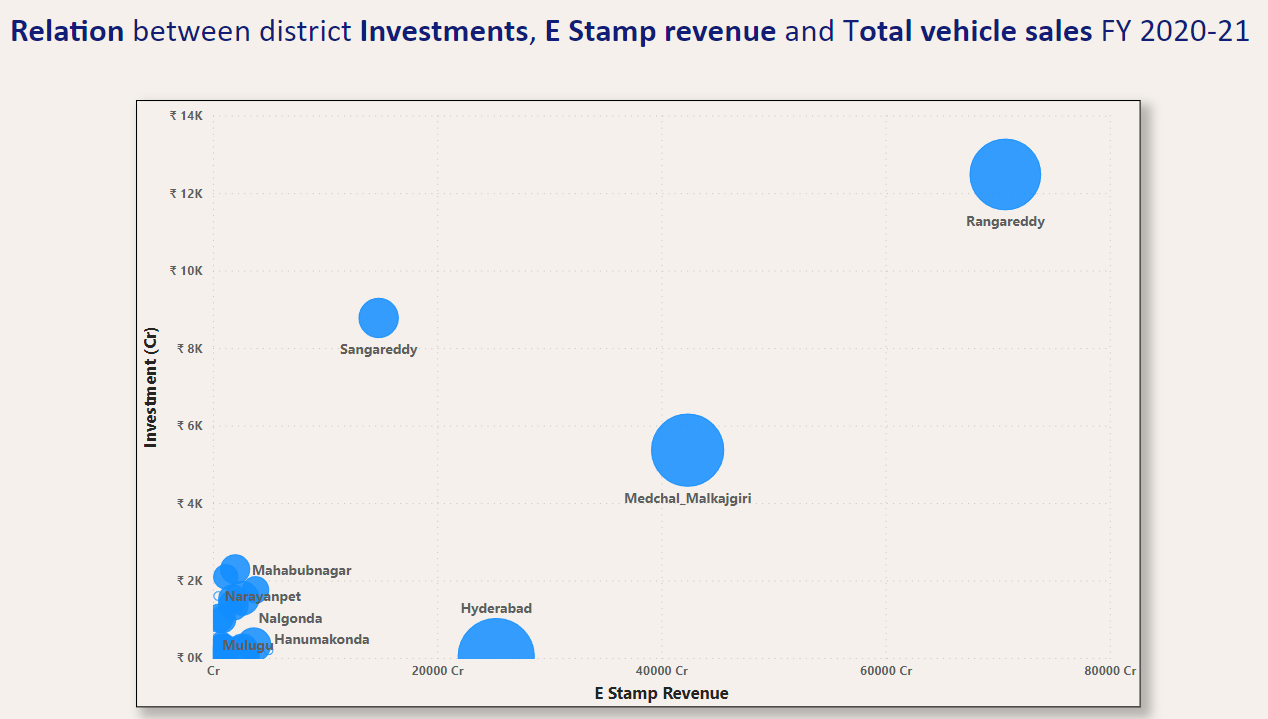 Relation between district Investments, E Stamp revenue and Total vehicle sales FY 2020-21
₹ 14K
₹ 12K
Rangareddy
₹ 10K
₹ 8K
Sangareddy
Investment (Cr)
₹ 6K
Medchal_Malkajgiri
₹ 4K
Mahabubnagar
₹ 2K
Narayanpet
Hyderabad
Nalgonda
Hanumakonda
Mulugu
₹ 0K
Cr 20000 Cr 40000 Cr 60000 Cr 80000 Cr
E Stamp Revenue